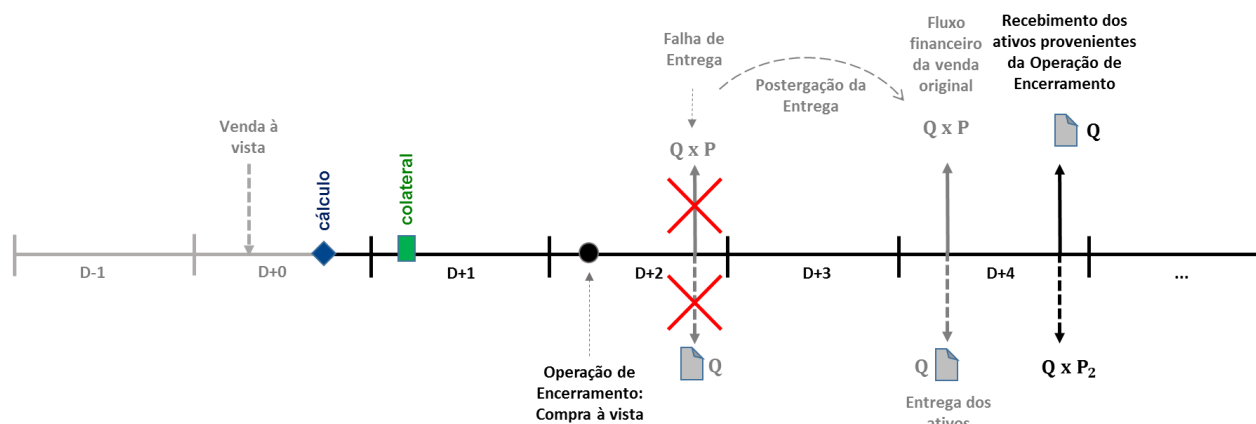 Falha de
Entrega
Postergação da
Entrega
Fluxo
financeiro
da venda
original
Recebimento dos
ativos provenientes
da Operação de
Encerramento
Venda à
vista
cálculo
colateral
Q x P
Q x P
Q
D-1
D+0
D+1
D+2
D+3
D+4
...
Operação de
Encerramento:
Compra à vista
Q
Q
Q x P₂
Entrega dos
ativos